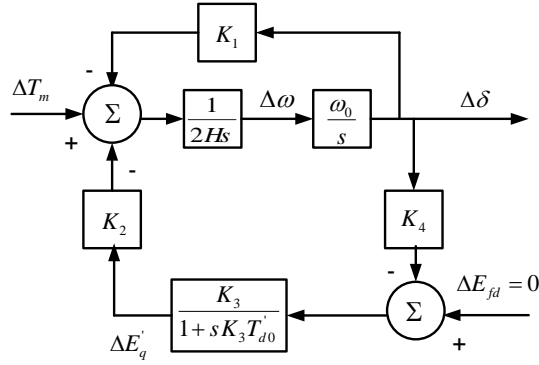 K₁
-
ΔTₘ
+
Σ
1/2Hs
Δω
ω₀/s
Δδ
-
K₂
K₄
-
ΔE_fd = 0
Σ
+
K₃/1 + sK₃T'_d0
ΔE'_q